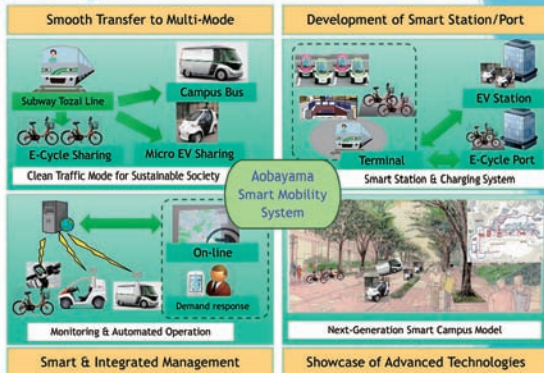 Smooth Transfer to Multi-Mode
Subway Tozai Line
Campus Bus
E-Cycle Sharing
Micro EV Sharing
Clean Traffic Mode for Sustainable Society
Development of Smart Station/Port
EV Station
Terminal
E-Cycle Port
Smart Station & Charging System
Aobayama
Smart Mobility
System
On-line
Demand response
Monitoring & Automated Operation
Smart & Integrated Management
Next-Generation Smart Campus Model
Showcase of Advanced Technologies